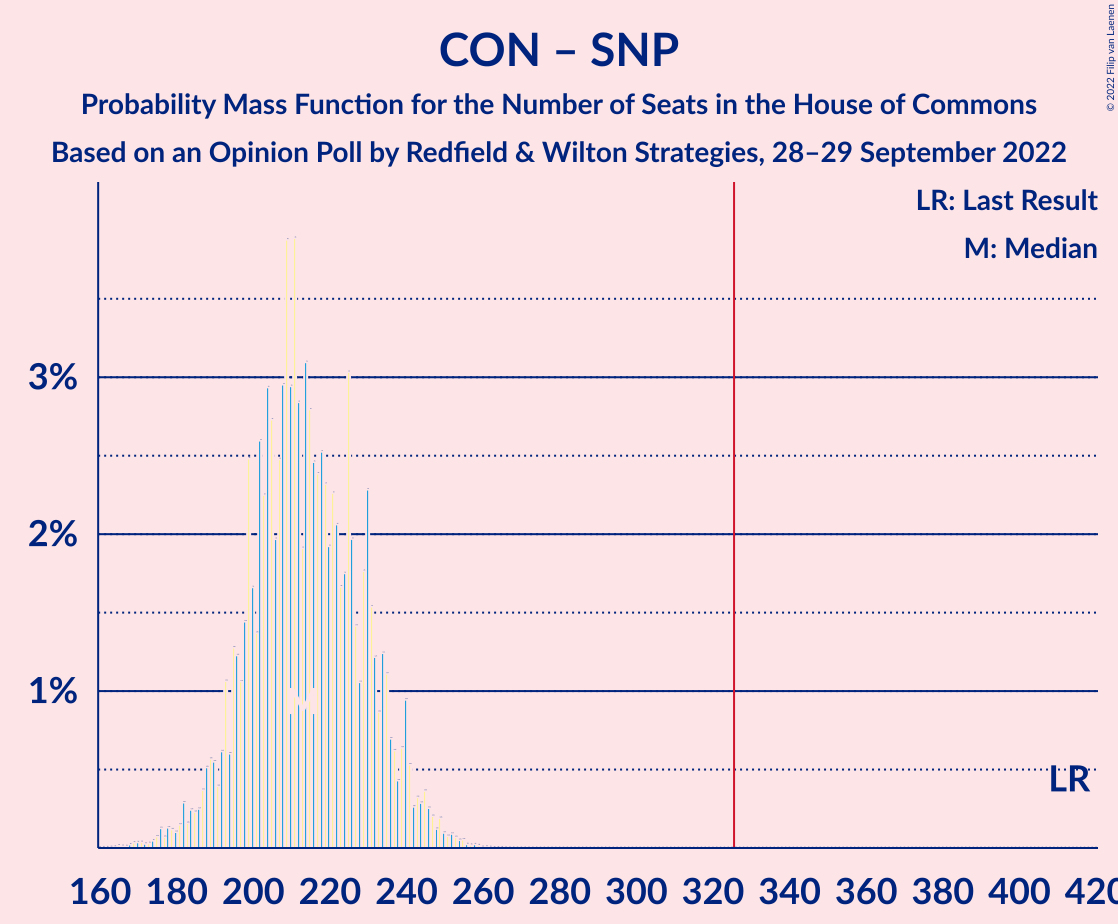 CON – SNP
Probability Mass Function for the Number of Seats in the House of Commons
Based on an Opinion Poll by Redfield & Wilton Strategies, 28–29 September 2022
© 2022 Filip van Laenen
LR: Last Result
M: Median
3%
2%
1%
LR
160 180 200 220 240 260 280 300 320 340 360 380 400 420